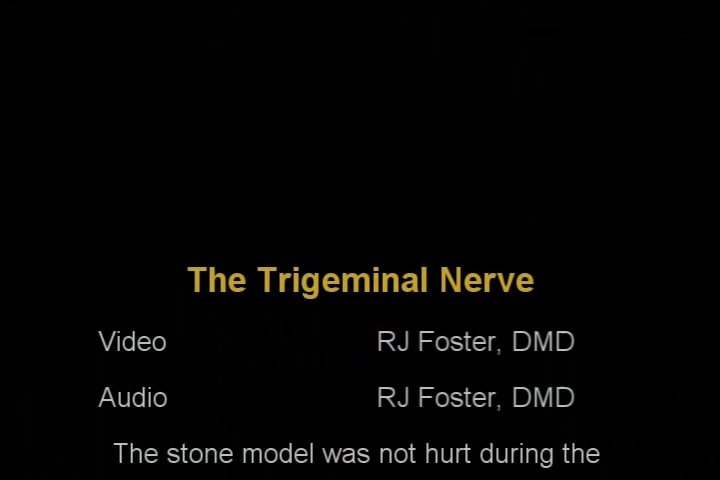 The Trigeminal Nerve
Video RJ Foster, DMD
Audio RJ Foster, DMD
The stone model was not hurt during the